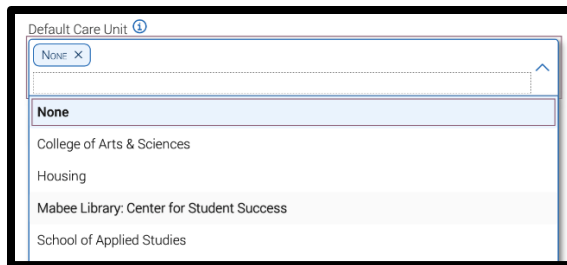 Default Care Unit
None ×
None
College of Arts & Sciences
Housing
Mabee Library: Center for Student Success
School of Applied Studies